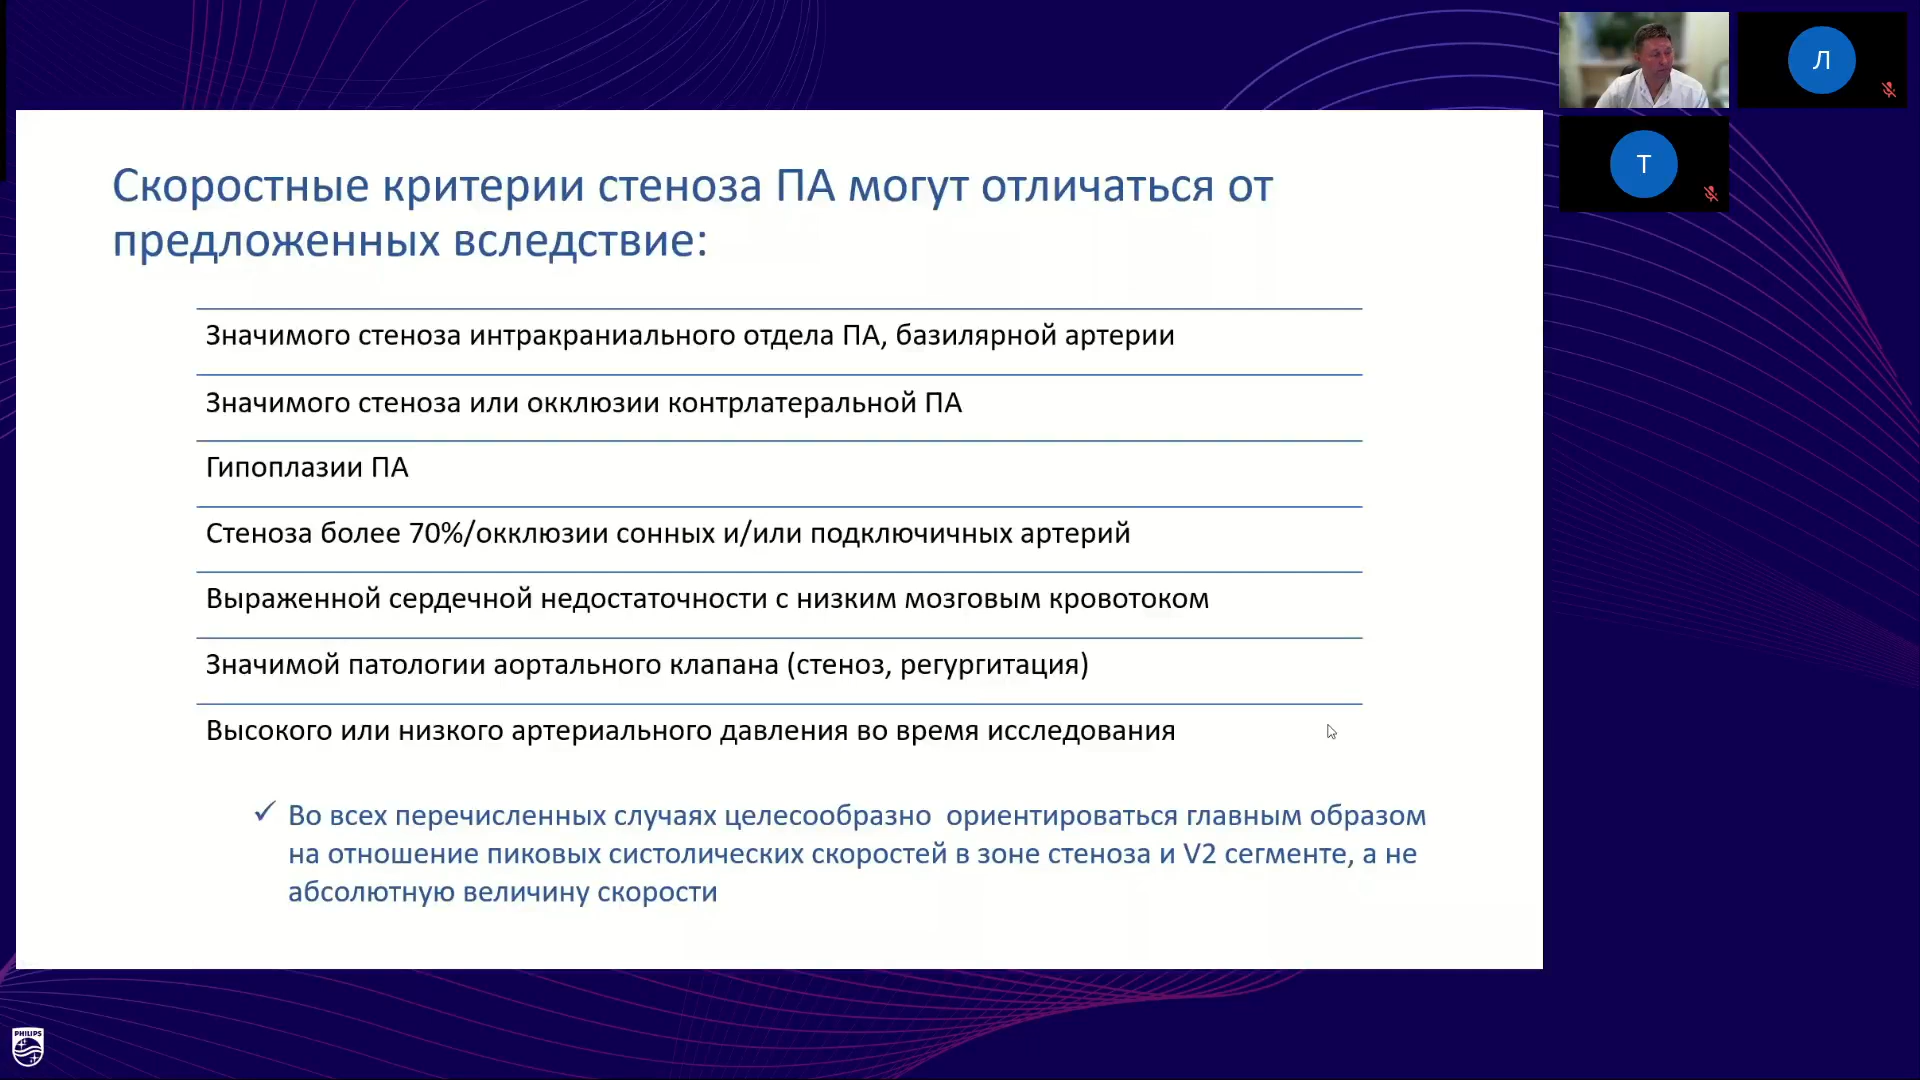 Скоростные критерии стеноза ПА могут отличаться от
предложенных вследствие:
Значимого стеноза интракраниального отдела ПА, базилярной артерии
Значимого стеноза или окклюзии контрлатеральной ПА
Гипоплазии ПА
Стеноза более 70%/окклюзии сонных и/или подключичных артерий
Выраженной сердечной недостаточности с низким мозговым кровотоком
Значимой патологии аортального клапана (стеноз, регургитация)
Высокого или низкого артериального давления во время исследования
✓ Во всех перечисленных случаях целесообразно ориентироваться главным образом
на отношение пиковых систолических скоростей в зоне стеноза и V2 сегменте, а не
абсолютную величину скорости
Л
Т
PHILIPS